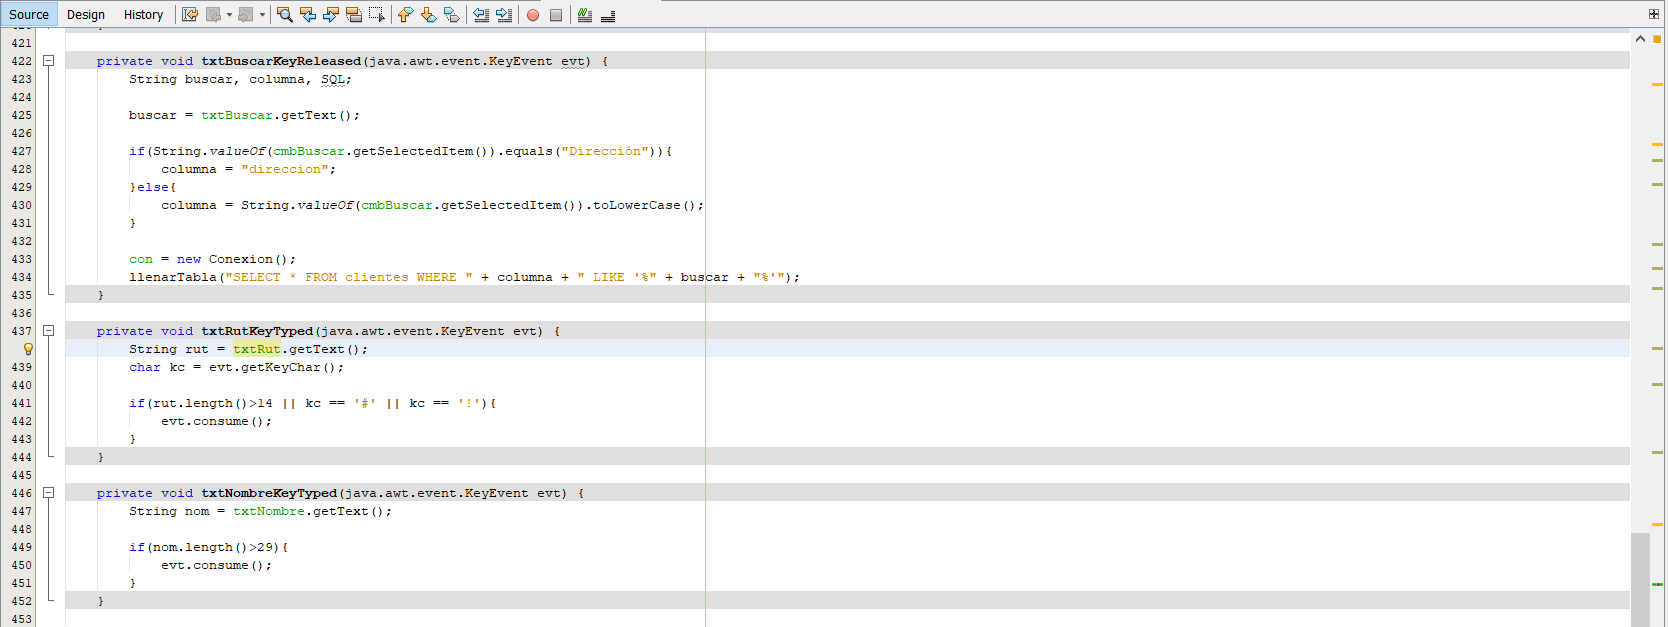 Source Design History
421
422 private void txtBuscarKeyReleased(java.awt.event.KeyEvent evt) {
423 String buscar, columna, SQL;
424
425 buscar = txtBuscar.getText();
426
427 if(String.valueOf(cmbBuscar.getSelectedItem()).equals("Dirección")){
428 columna = "direccion";
429 }else{
430 columna = String.valueOf(cmbBuscar.getSelectedItem()).toLowerCase();
431 }
432
433 con = new Conexion();
434 llenarTabla("SELECT * FROM clientes WHERE " + columna + " LIKE '%" + buscar + "%'");
435 }
436
437 private void txtRutKeyTyped(java.awt.event.KeyEvent evt) {
String rut = txtRut.getText();
439 char kc = evt.getKeyChar();
440
441 if(rut.length()>14 || kc == '#' || kc == '!'){
442 evt.consume();
443 }
444 }
445
446 private void txtNombreKeyTyped(java.awt.event.KeyEvent evt) {
447 String nom = txtNombre.getText();
448
449 if(nom.length()>29){
450 evt.consume();
451 }
452 }
453